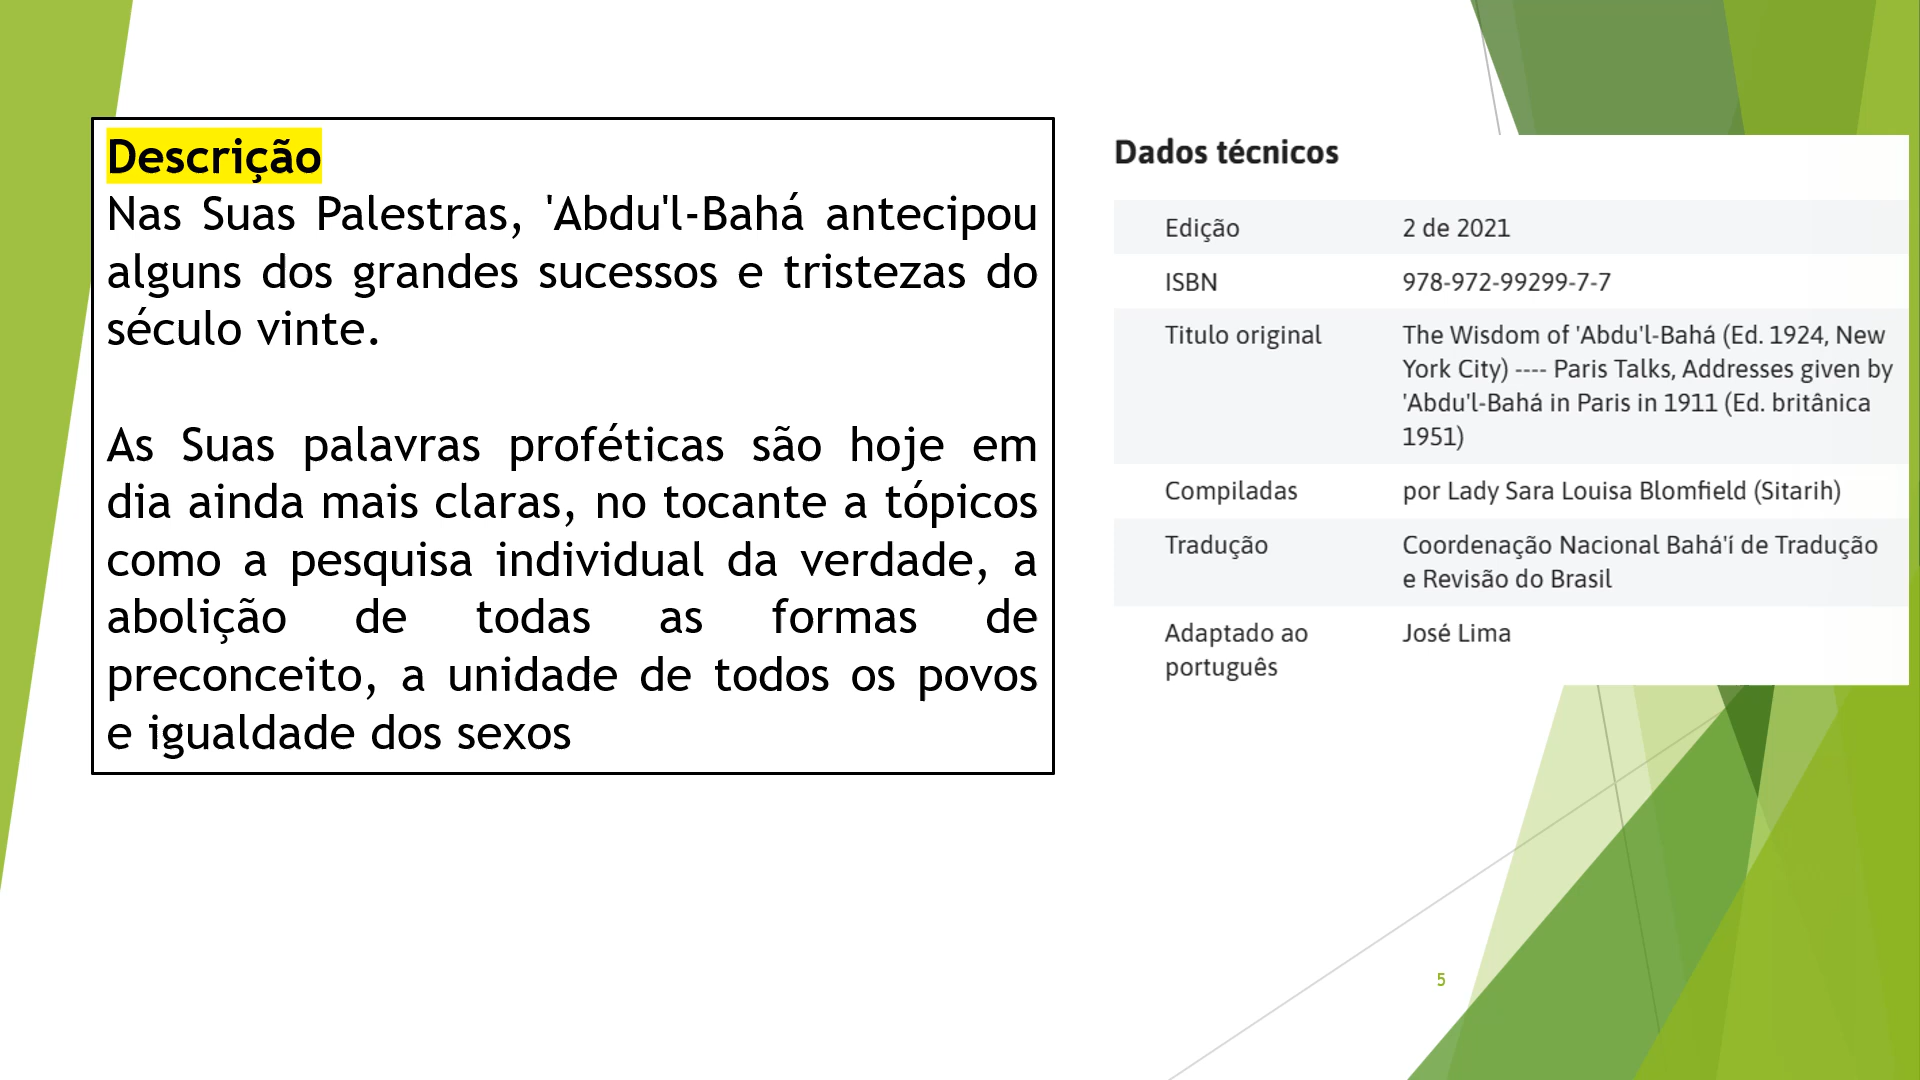 Descrição
Nas Suas Palestras, 'Abdu'l-Bahá antecipou
alguns dos grandes sucessos e tristezas do
século vinte.
As Suas palavras proféticas são hoje em
dia ainda mais claras, no tocante a tópicos
como a pesquisa individual da verdade, a
abolição de todas as formas de
preconceito, a unidade de todos os povos
e igualdade dos sexos
Dados técnicos
Edição 2 de 2021
ISBN 978-972-99299-7-7
Titulo original The Wisdom of 'Abdu'l-Bahá (Ed. 1924, New
York City) ---- Paris Talks, Addresses given by
'Abdu'l-Bahá in Paris in 1911 (Ed. britânica
1951)
Compiladas por Lady Sara Louisa Blomfield (Sitarih)
Tradução Coordenação Nacional Bahá'í de Tradução
e Revisão do Brasil
Adaptado ao José Lima
português
5